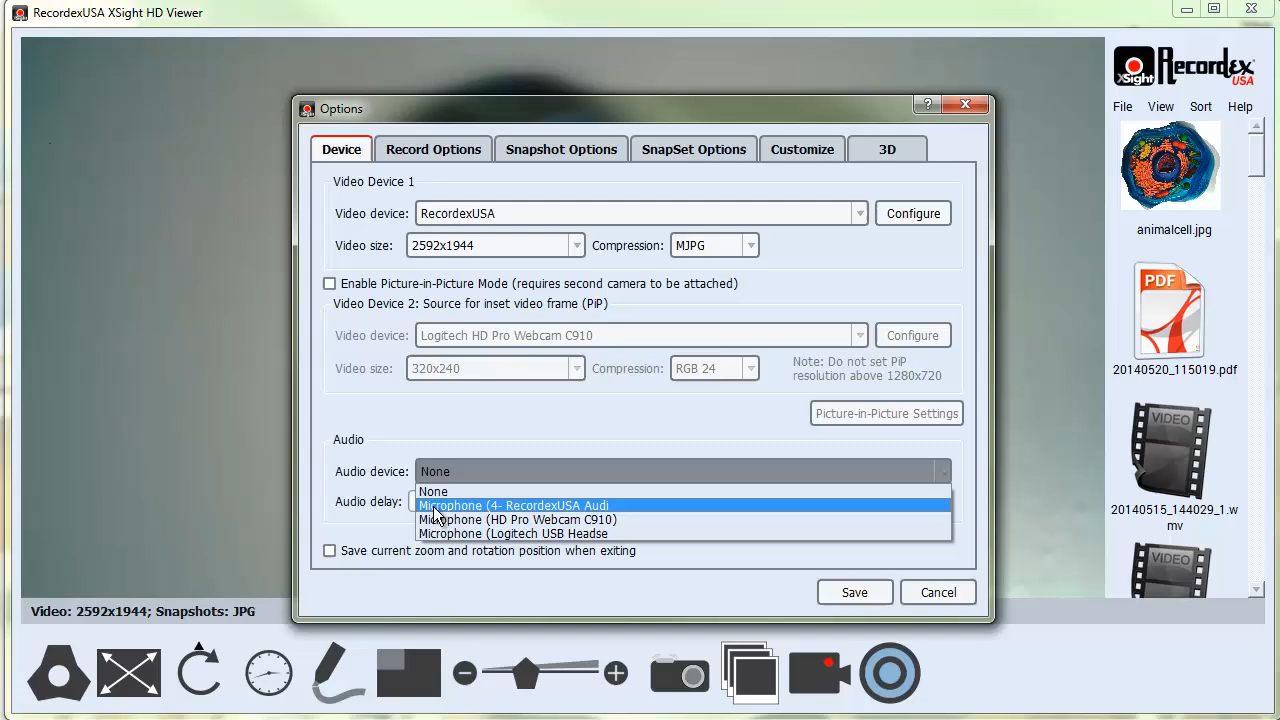 RecordexUSA XSight HD Viewer
XSight Recordex USA
File View Sort Help
Options
Device Record Options Snapshot Options SnapSet Options Customize 3D
Video Device 1
Video device: RecordexUSA Configure
Video size: 2592x1944 Compression: MJPG
Enable Picture-in-Picture Mode (requires second camera to be attached)
Video Device 2: Source for inset video frame (PiP)
Video device: Logitech HD Pro Webcam C910 Configure
Video size: 320x240 Compression: RGB 24 Note: Do not set PiP
resolution above 1280x720
Picture-in-Picture Settings
Audio
Audio device: None
None
Audio delay: Microphone (4- RecordexUSA Audi
Microphone (HD Pro Webcam C910)
Microphone (Logitech USB Headse
Save current zoom and rotation position when exiting
Save Cancel
animalcell.jpg
PDF
20140520_115019.pdf
VIDEO
20140515_144029_1.w
mv
VIDEO
Video: 2592x1944; Snapshots: JPG